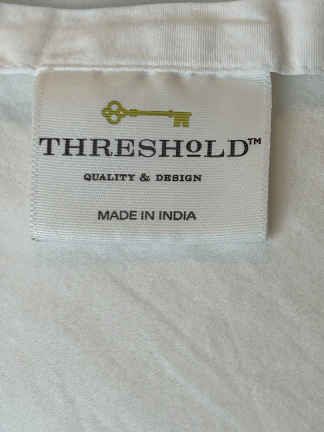 THRESHoLD™
QUALITY & DESIGN
MADE IN INDIA